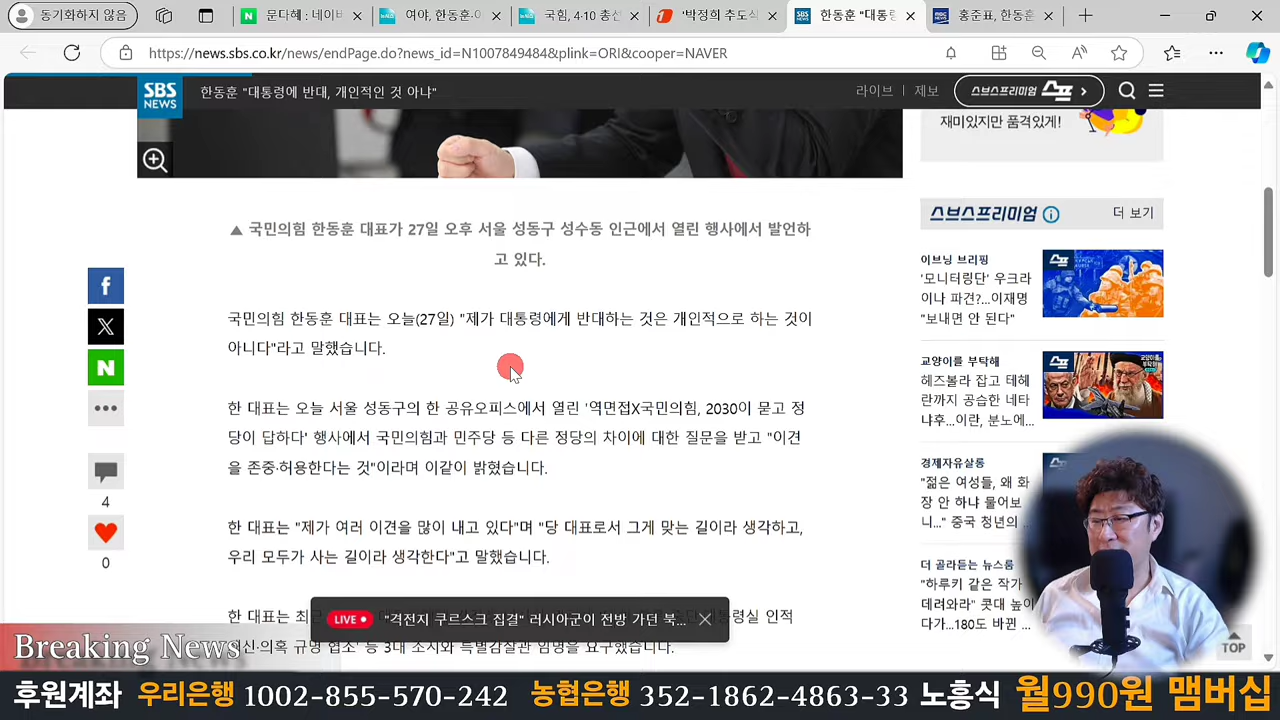 동기화하지 않음
문다혜 : 네이버
여야, 한동훈·이
국힘, 4·10 총선
'박정희 추도식
한동훈 "대통령
홍준표, 한동훈
https://news.sbs.co.kr/news/endPage.do?news_id=N1007849484&plink=ORI&cooper=NAVER
SBS NEWS
한동훈 "대통령에 반대, 개인적인 것 아냐"
라이브 | 제보
스브스프리미엄 스프 >
재미있지만 품격있게!
▲ 국민의힘 한동훈 대표가 27일 오후 서울 성동구 성수동 인근에서 열린 행사에서 발언하
고 있다.
국민의힘 한동훈 대표는 오늘(27일) "제가 대통령에게 반대하는 것은 개인적으로 하는 것이
아니다"라고 말했습니다.
한 대표는 오늘 서울 성동구의 한 공유오피스에서 열린 '역면접X국민의힘, 2030이 묻고 정
당이 답하다' 행사에서 국민의힘과 민주당 등 다른 정당의 차이에 대한 질문을 받고 "이견
을 존중·허용한다는 것"이라며 이같이 밝혔습니다.
한 대표는 "제가 여러 이견을 많이 내고 있다"며 "당 대표로서 그게 맞는 길이라 생각하고,
우리 모두가 사는 길이라 생각한다"고 말했습니다.
한 대표는 최근
대통령실 인적
쇄신·의혹 규명 협조' 등 3대 조치와 특별감찰관 임명을 요구했습니다.
LIVE
"격전지 쿠르스크 집결" 러시아군이 전방 가던 북...
4
0
스브스프리미엄
더 보기
이브닝 브리핑
'모니터링단' 우크라
이나 파견?...이재명
"보내면 안 된다"
스프
교양이를 부탁해
헤즈볼라 잡고 테헤
란까지 공습한 네타
냐후...이란, 분노에...
스프
교양이를 부탁해
경제자유살롱
"젊은 여성들, 왜 화
장 안 하냐 물어보
니..." 중국 청년의 ...
스프
더 골라듣는 뉴스룸
"하루키 같은 작가
데려와라" 콧대 높이
다가...180도 바뀐
TOP
Breaking News
후원계좌 우리은행 1002-855-570-242 농협은행 352-1862-4863-33 노흥식 월990원 맴버십